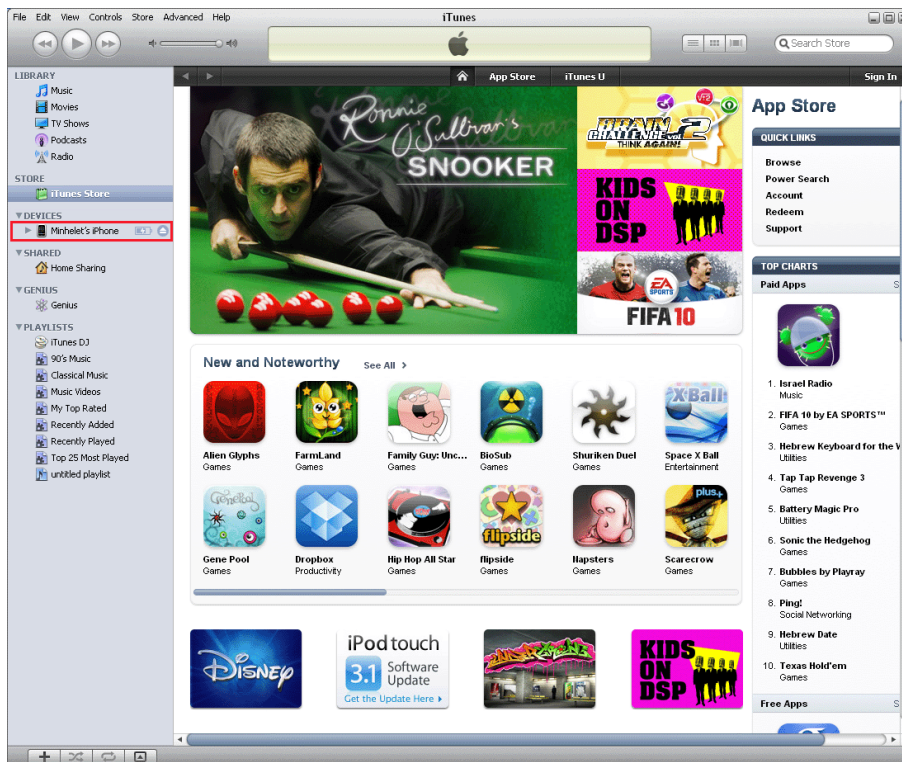 File Edit View Controls Store Advanced Help
iTunes
Search Store
App Store iTunes U Sign In
LIBRARY
Music
Movies
TV Shows
Podcasts
Radio
STORE
iTunes Store
DEVICES
Minhelet's iPhone
SHARED
Home Sharing
GENIUS
Genius
PLAYLISTS
iTunes DJ
90's Music
Classical Music
Music Videos
My Top Rated
Recently Added
Recently Played
Top 25 Most Played
untitled playlist
Ronnie
O'Sullivan's
SNOOKER
BRAIN
CHALLENGE vol. 2
THINK AGAIN!
KIDS
ON
DSP
EA
SPORTS
FIFA 10
New and Noteworthy See All >
Alien Glyphs
Games
FarmLand
Games
Family Guy: Unc...
Games
BioSub
Games
Shuriken Duel
Games
X Ball
Space X Ball
Entertainment
Gene Pool
Games
Dropbox
Productivity
Hip Hop All Star
Games
flipside
flipside
Games
Napsters
Games
plus+
Scarecrow
Games
Disney
iPod touch
3.1 Software
Update
Get the Update Here
KIDS
ON
DSP
App Store
QUICK LINKS
Browse
Power Search
Account
Redeem
Support
TOP CHARTS
Paid Apps S
1. Israel Radio
Music
2. FIFA 10 by EA SPORTS™
Games
3. Hebrew Keyboard for the
Utilities
4. Tap Tap Revenge 3
Games
5. Battery Magic Pro
Utilities
6. Sonic the Hedgehog
Games
7. Bubbles by Playray
Games
8. Ping!
Social Networking
9. Hebrew Date
Utilities
10. Texas Hold'em
Games
Free Apps S